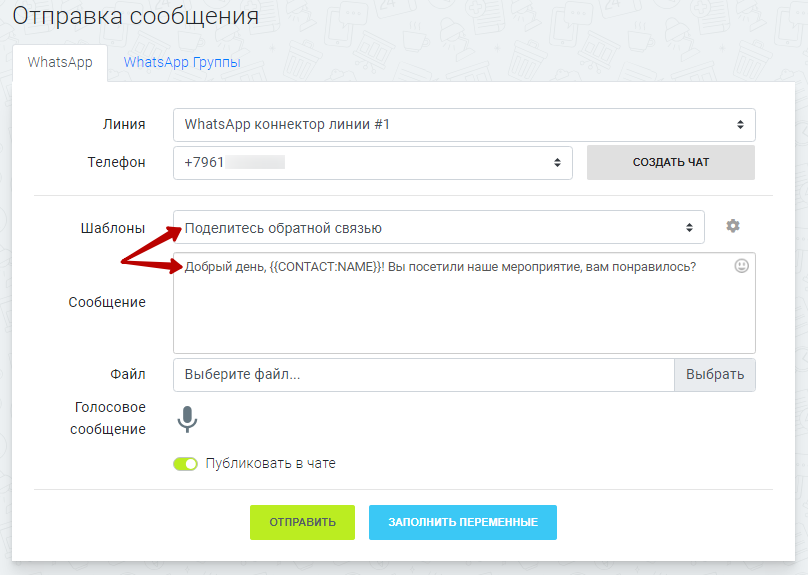 Отправка сообщения
WhatsApp WhatsApp Группы
Линия WhatsApp коннектор линии #1
Телефон +7961 СОЗДАТЬ ЧАТ
Шаблоны Поделитесь обратной связью
Добрый день, {{CONTACT:NAME}}! Вы посетили наше мероприятие, вам понравилось?
Сообщение
Файл Выберите файл... Выбрать
Голосовое
сообщение
Публиковать в чате
ОТПРАВИТЬ ЗАПОЛНИТЬ ПЕРЕМЕННЫЕ